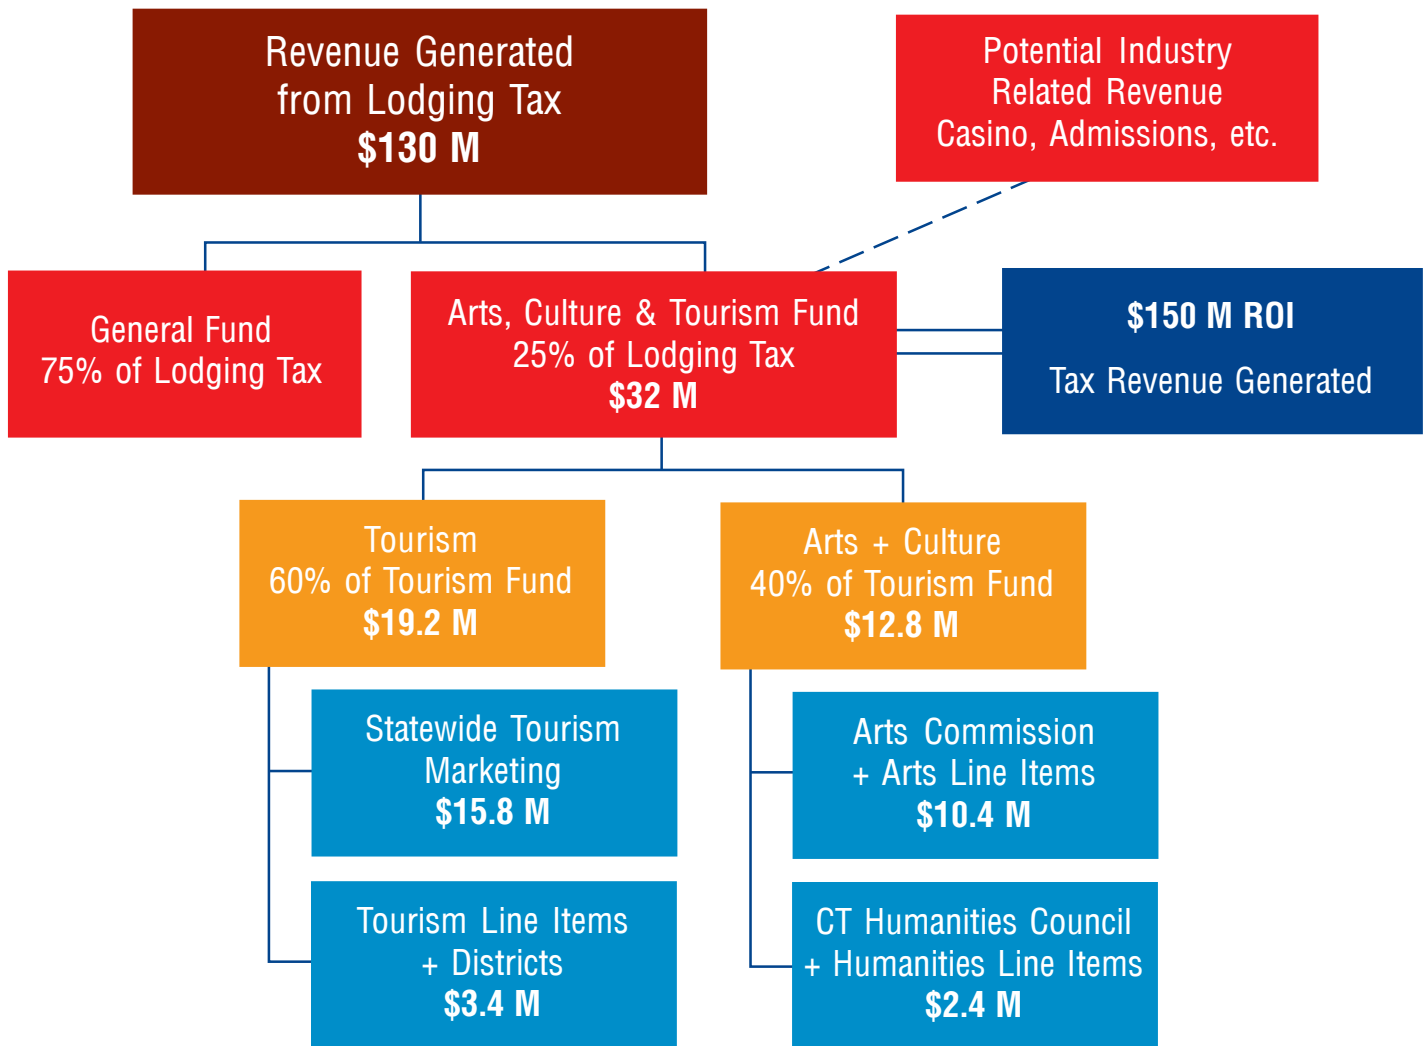 Revenue Generated
from Lodging Tax
$130 M
Potential Industry
Related Revenue
Casino, Admissions, etc.
General Fund
75% of Lodging Tax
Arts, Culture & Tourism Fund
25% of Lodging Tax
$32 M
$150 M ROI
Tax Revenue Generated
Tourism
60% of Tourism Fund
$19.2 M
Arts + Culture
40% of Tourism Fund
$12.8 M
Statewide Tourism
Marketing
$15.8 M
Arts Commission
+ Arts Line Items
$10.4 M
Tourism Line Items
+ Districts
$3.4 M
CT Humanities Council
+ Humanities Line Items
$2.4 M